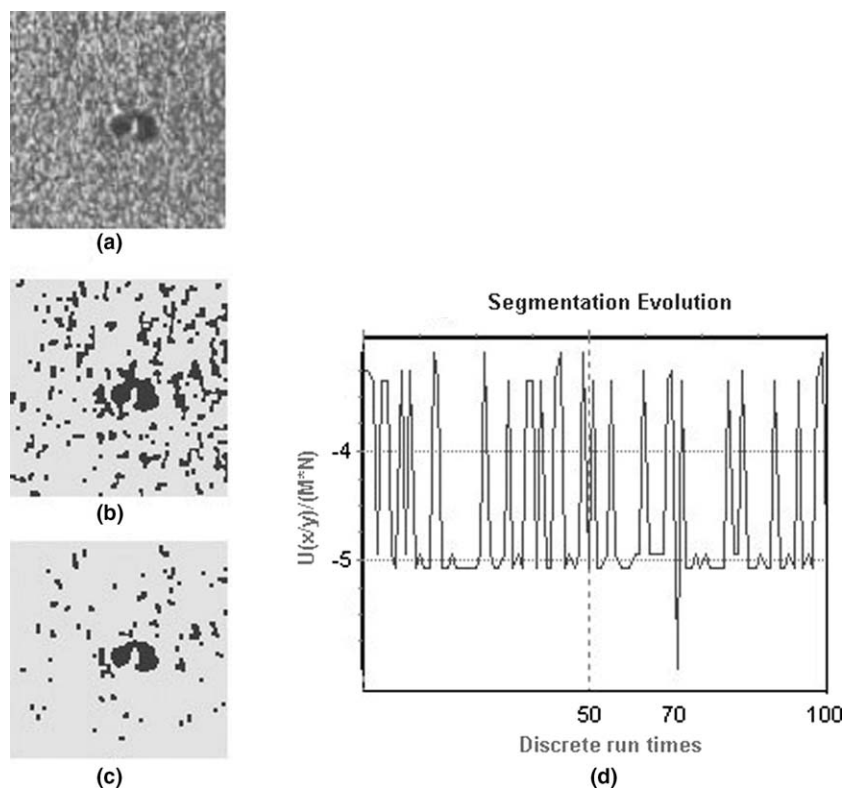 (a)
(b)
(c)
Segmentation Evolution
U(x/y)/(M*N)
-4
-5
50 70 100
Discrete run times
(d)